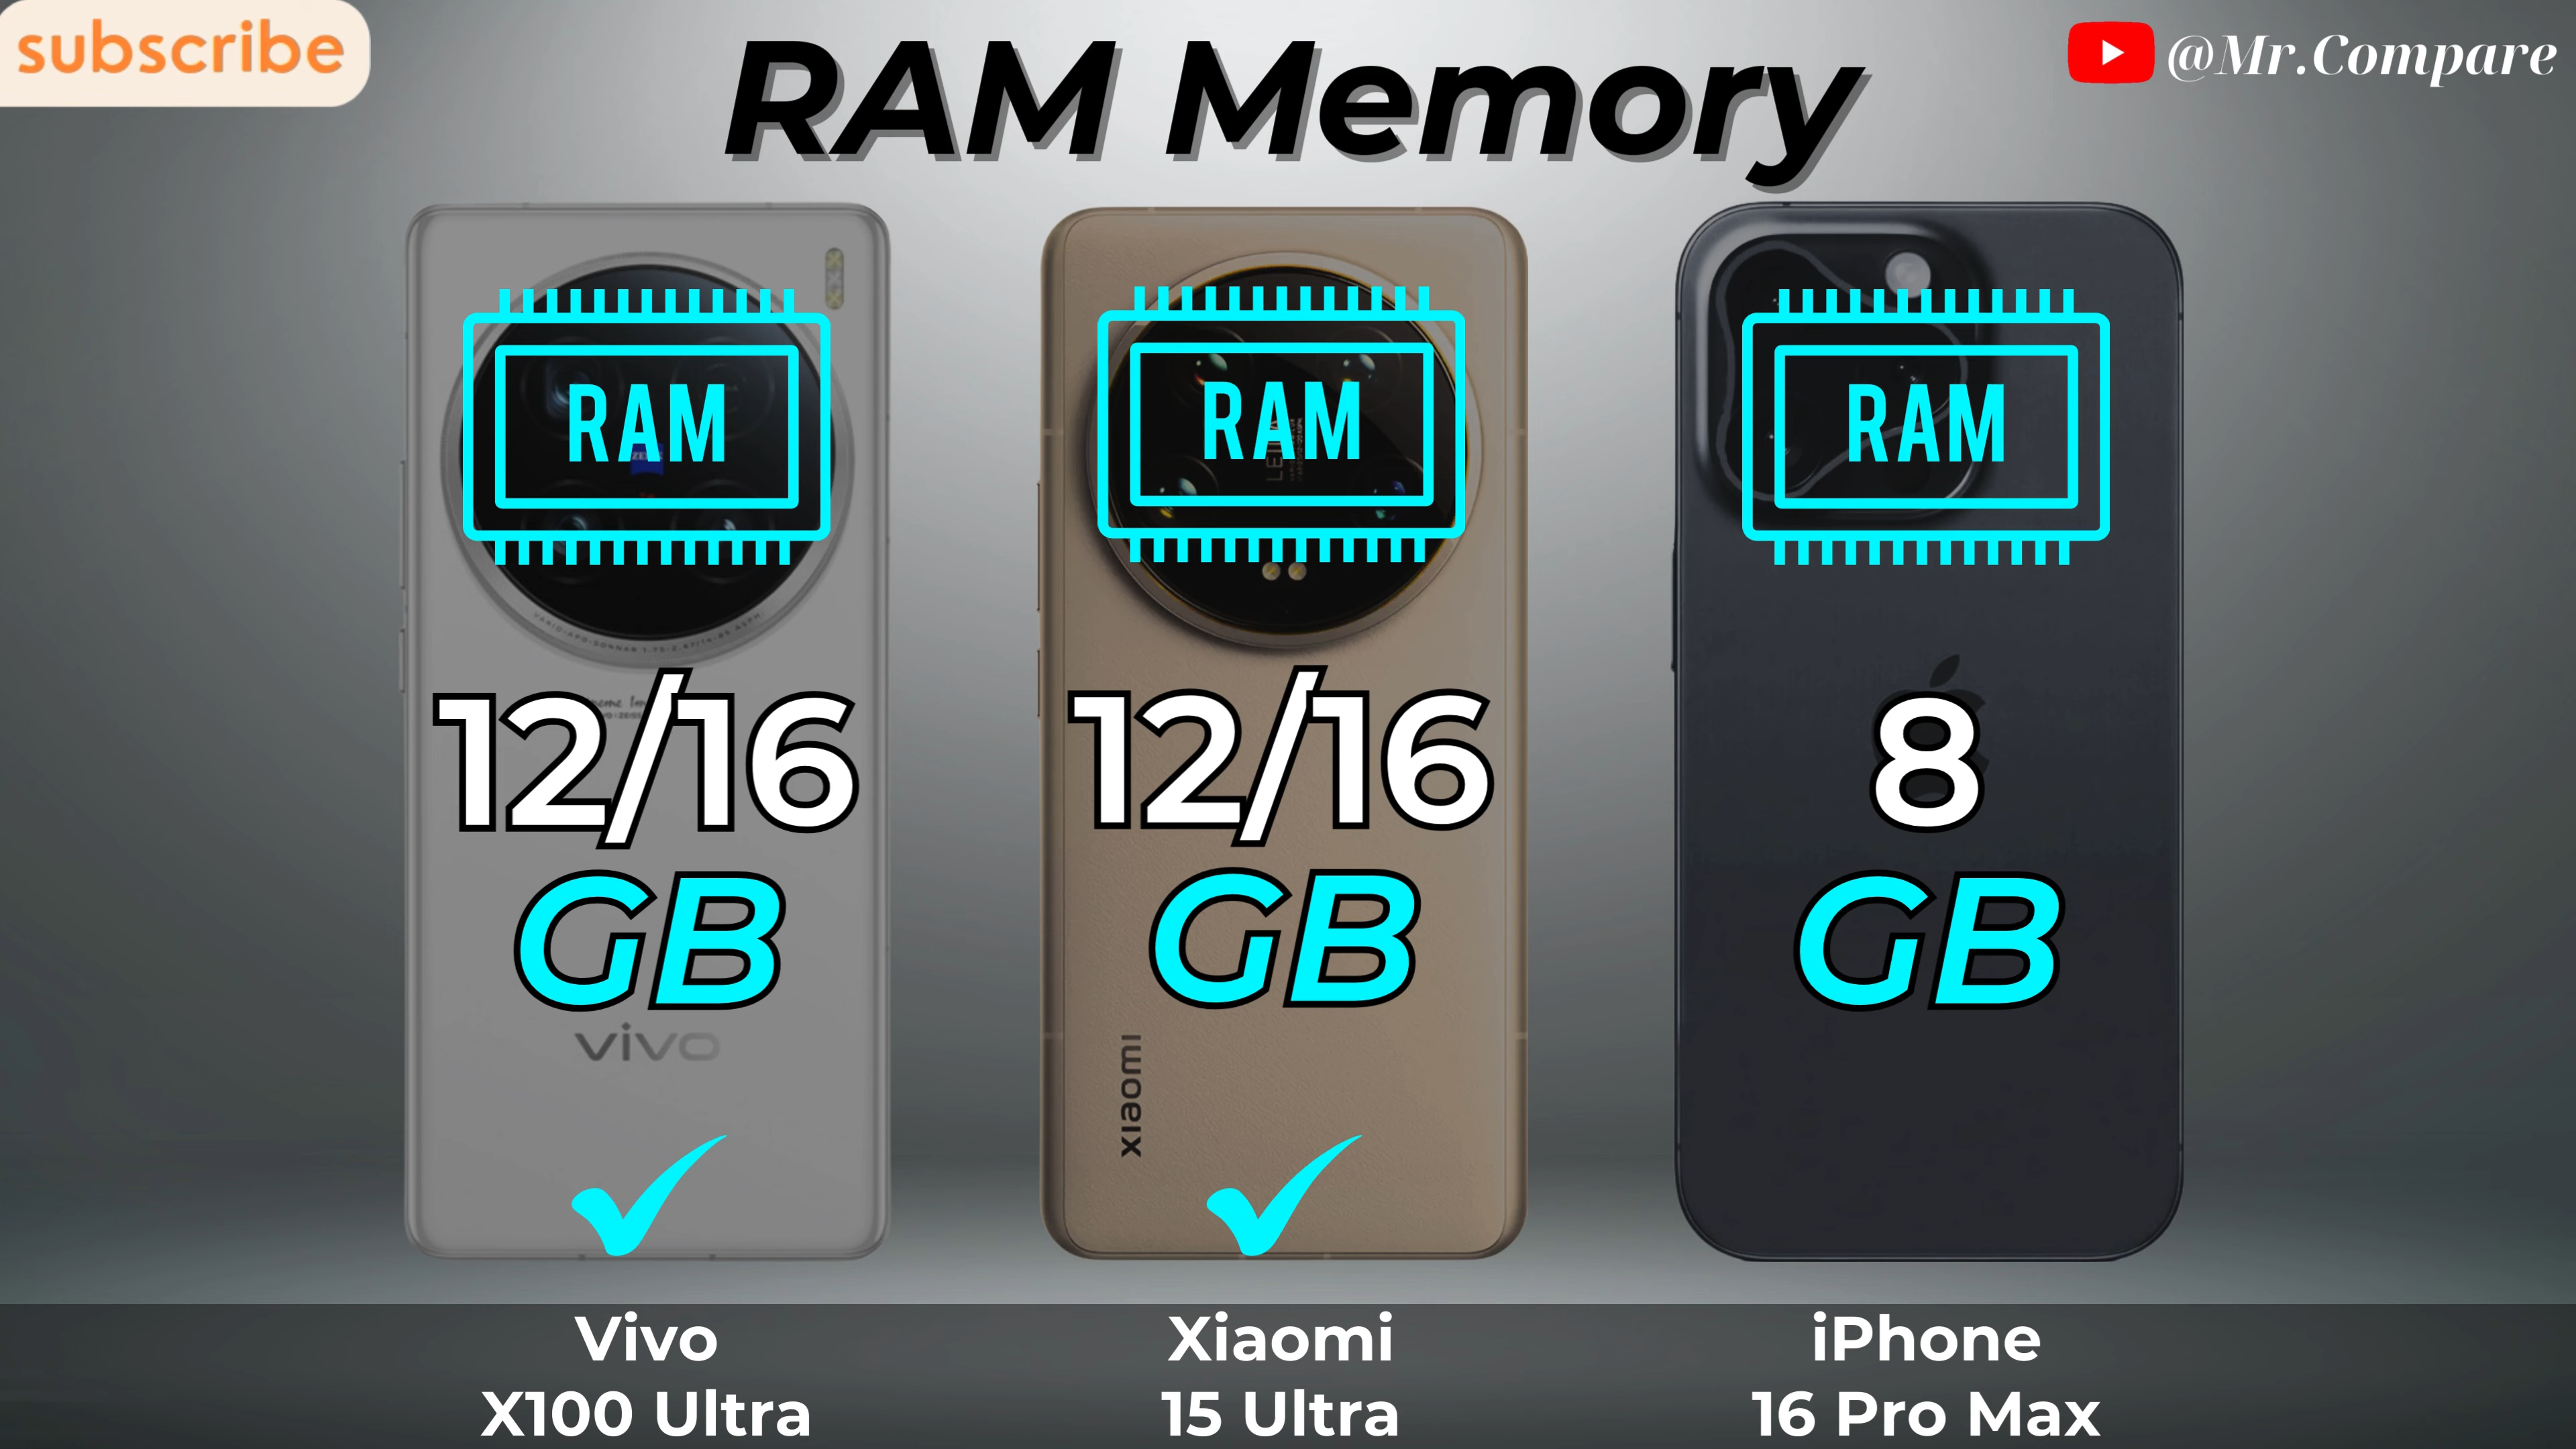 subscribe
RAM Memory
@Mr.Compare
RAM
RAM
RAM
ZEISS
12/16
12/16
8
GB
GB
GB
vivo
xiaomi
Vivo
X100 Ultra
Xiaomi
15 Ultra
iPhone
16 Pro Max